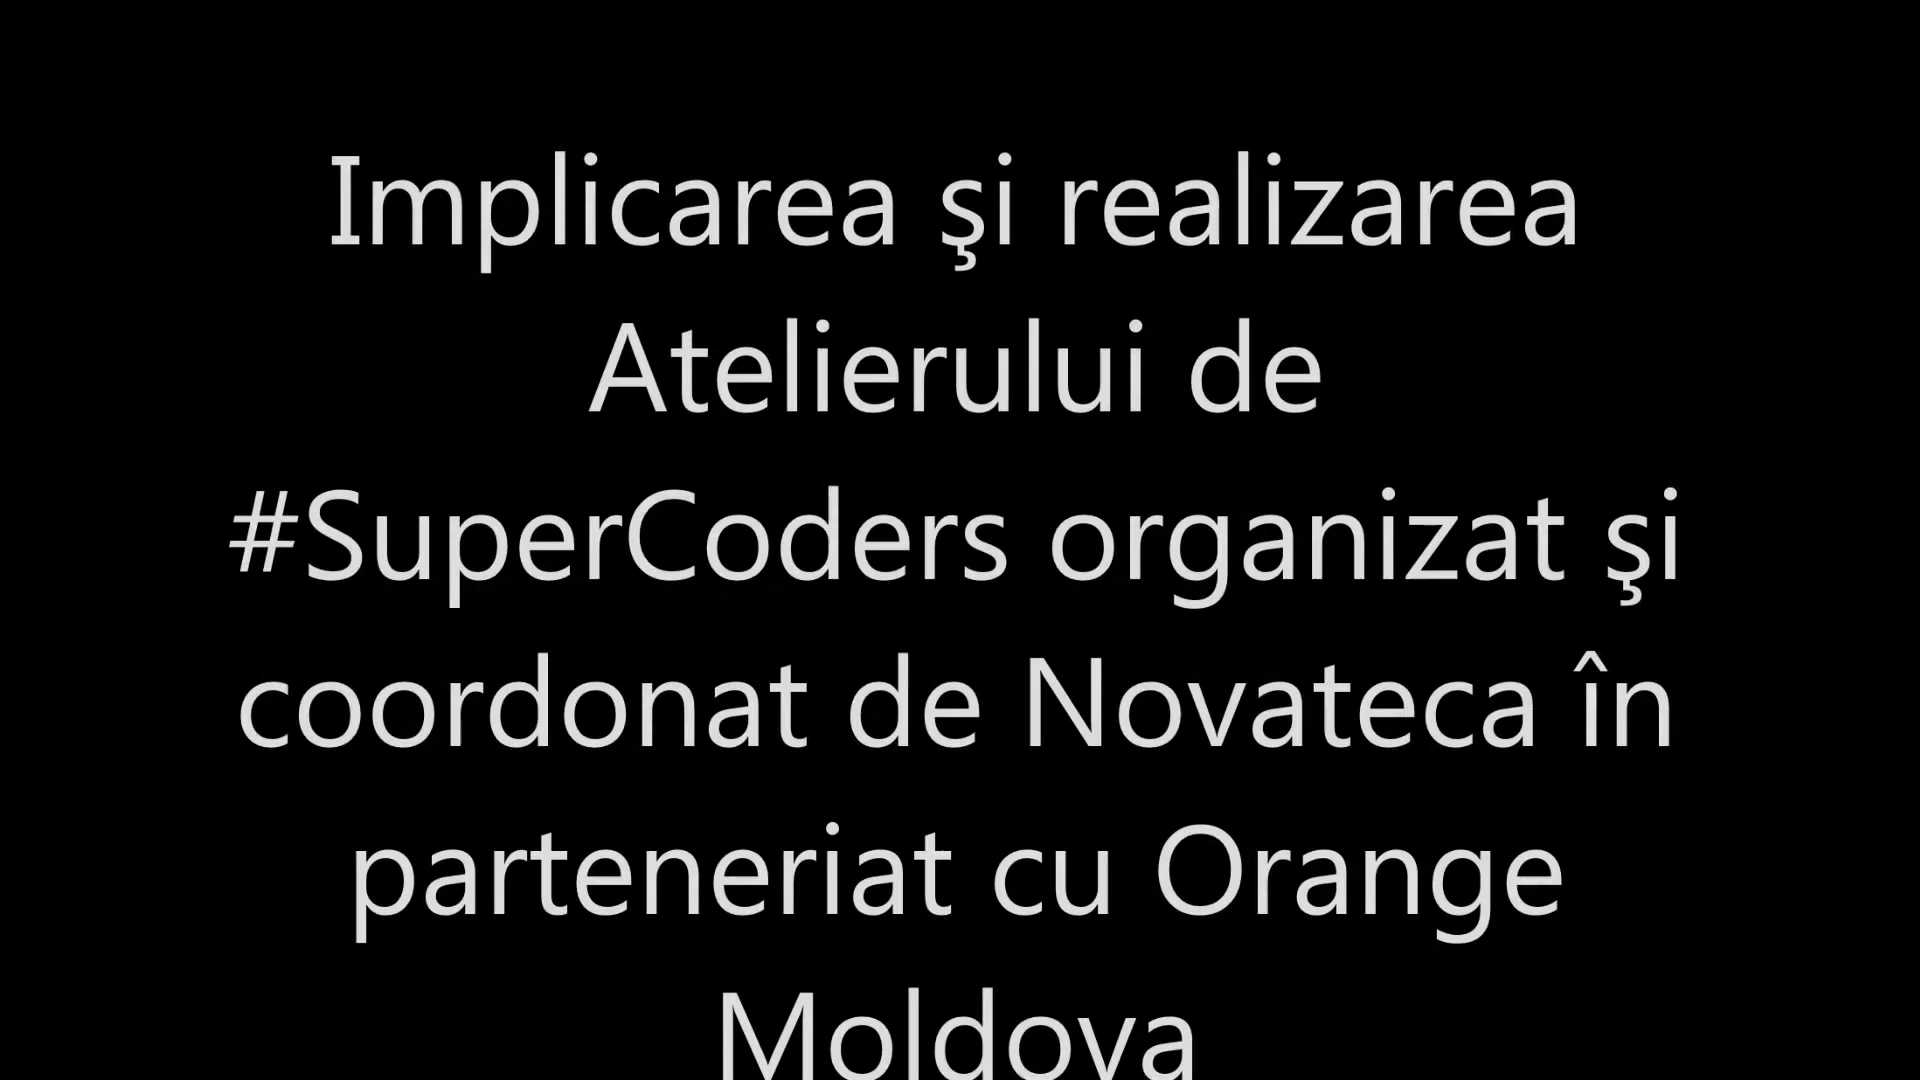 Implicarea şi realizarea
Atelierului de
#SuperCoders organizat şi
coordonat de Novateca în
parteneriat cu Orange
Moldova